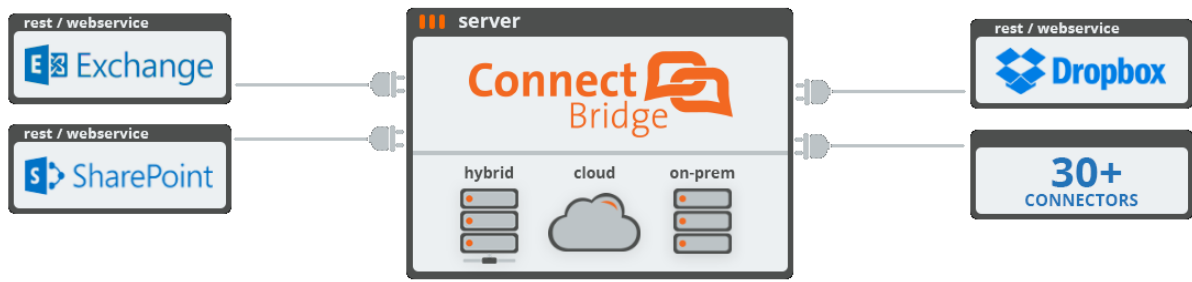 rest / webservice
Exchange
rest / webservice
SharePoint
server
Connect
Bridge
hybrid
cloud
on-prem
rest / webservice
Dropbox
30+
CONNECTORS